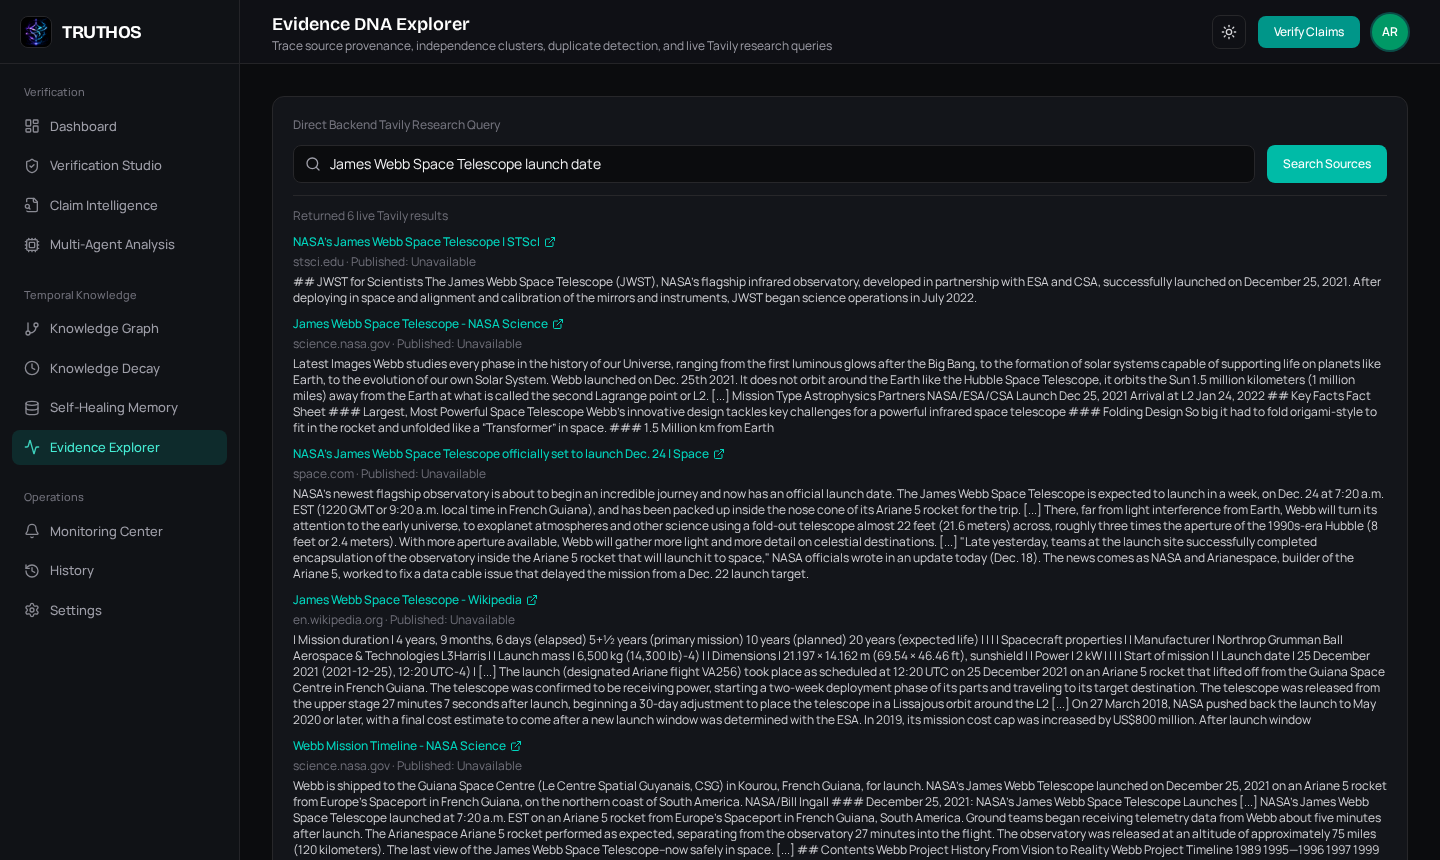 TRUTHOS
Evidence DNA Explorer
Trace source provenance, independence clusters, duplicate detection, and live Tavily research queries
Verify Claims
AR
Verification
Dashboard
Verification Studio
Claim Intelligence
Multi-Agent Analysis
Temporal Knowledge
Knowledge Graph
Knowledge Decay
Self-Healing Memory
Evidence Explorer
Operations
Monitoring Center
History
Settings
Direct Backend Tavily Research Query
James Webb Space Telescope launch date
Search Sources
Returned 6 live Tavily results
NASA's James Webb Space Telescope | STScI
stsci.edu · Published: Unavailable
## JWST for Scientists The James Webb Space Telescope (JWST), NASA's flagship infrared observatory, developed in partnership with ESA and CSA, successfully launched on December 25, 2021. After
deploying in space and alignment and calibration of the mirrors and instruments, JWST began science operations in July 2022.
James Webb Space Telescope - NASA Science
science.nasa.gov · Published: Unavailable
Latest Images Webb studies every phase in the history of our Universe, ranging from the first luminous glows after the Big Bang, to the formation of solar systems capable of supporting life on planets like
Earth, to the evolution of our own Solar System. Webb launched on Dec. 25th 2021. It does not orbit around the Earth like the Hubble Space Telescope, it orbits the Sun 1.5 million kilometers (1 million
miles) away from the Earth at what is called the second Lagrange point or L2. [...] Mission Type Astrophysics Partners NASA/ESA/CSA Launch Dec 25, 2021 Arrival at L2 Jan 24, 2022 ## Key Facts Fact
Sheet ### Largest, Most Powerful Space Telescope Webb's innovative design tackles key challenges for a powerful infrared space telescope ### Folding Design So big it had to fold origami-style to
fit in the rocket and unfolded like a "Transformer" in space. ### 1.5 Million km from Earth
NASA's James Webb Space Telescope officially set to launch Dec. 24 | Space
space.com · Published: Unavailable
NASA's newest flagship observatory is about to begin an incredible journey and now has an official launch date. The James Webb Space Telescope is expected to launch in a week, on Dec. 24 at 7:20 a.m.
EST (1220 GMT or 9:20 a.m. local time in French Guiana), and has been packed up inside the nose cone of its Ariane 5 rocket for the trip. [...] There, far from light interference from Earth, Webb will turn its
attention to the early universe, to exoplanet atmospheres and other science using a fold-out telescope almost 22 feet (21.6 meters) across, roughly three times the aperture of the 1990s-era Hubble (8
feet or 2.4 meters). With more aperture available, Webb will gather more light and more detail on celestial destinations. [...] "Late yesterday, teams at the launch site successfully completed
encapsulation of the observatory inside the Ariane 5 rocket that will launch it to space," NASA officials wrote in an update today (Dec. 18). The news comes as NASA and Arianespace, builder of the
Ariane 5, worked to fix a data cable issue that delayed the mission from a Dec. 22 launch target.
James Webb Space Telescope - Wikipedia
en.wikipedia.org · Published: Unavailable
| Mission duration | 4 years, 9 months, 6 days (elapsed) 5+1⁄2 years (primary mission) 10 years (planned) 20 years (expected life) | | | | Spacecraft properties | | Manufacturer | Northrop Grumman Ball
Aerospace & Technologies L3Harris | | Launch mass | 6,500 kg (14,300 lb)-4) | | Dimensions | 21.197 × 14.162 m (69.54 × 46.46 ft), sunshield | | Power | 2 kW | | | | Start of mission | | Launch date | 25 December
2021 (2021-12-25), 12:20 UTC-4) | [...] The launch (designated Ariane flight VA256) took place as scheduled at 12:20 UTC on 25 December 2021 on an Ariane 5 rocket that lifted off from the Guiana Space
Centre in French Guiana. The telescope was confirmed to be receiving power, starting a two-week deployment phase of its parts and traveling to its target destination. The telescope was released from
the upper stage 27 minutes 7 seconds after launch, beginning a 30-day adjustment to place the telescope in a Lissajous orbit around the L2 [...] On 27 March 2018, NASA pushed back the launch to May
2020 or later, with a final cost estimate to come after a new launch window was determined with the ESA. In 2019, its mission cost cap was increased by US$800 million. After launch window
Webb Mission Timeline - NASA Science
science.nasa.gov · Published: Unavailable
Webb is shipped to the Guiana Space Centre (Le Centre Spatial Guyanais, CSG) in Kourou, French Guiana, for launch. NASA's James Webb Telescope launched on December 25, 2021 on an Ariane 5 rocket
from Europe's Spaceport in French Guiana, on the northern coast of South America. NASA/Bill Ingall ### December 25, 2021: NASA's James Webb Space Telescope Launches [...] NASA's James Webb
Space Telescope launched at 7:20 a.m. EST on an Ariane 5 rocket from Europe's Spaceport in French Guiana, South America. Ground teams began receiving telemetry data from Webb about five minutes
after launch. The Arianespace Ariane 5 rocket performed as expected, separating from the observatory 27 minutes into the flight. The observatory was released at an altitude of approximately 75 miles
(120 kilometers). The last view of the James Webb Space Telescope–now safely in space. [...] ## Contents Webb Project History From Vision to Reality Webb Project Timeline 1989 1995—1996 1997 1999